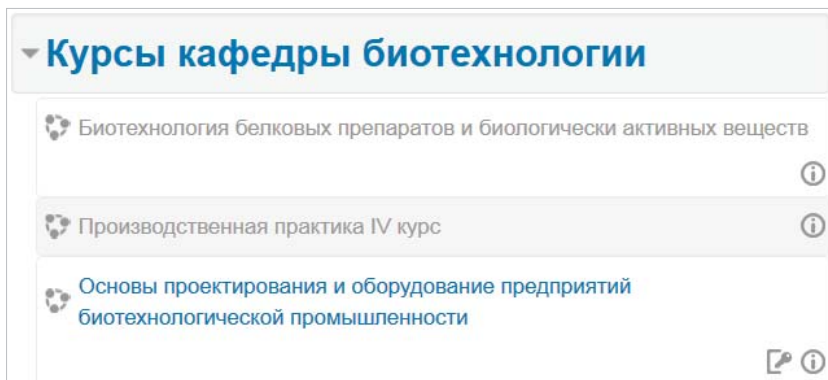 Курсы кафедры биотехнологии
Биотехнология белковых препаратов и биологически активных веществ
Производственная практика IV курс
Основы проектирования и оборудование предприятий
биотехнологической промышленности